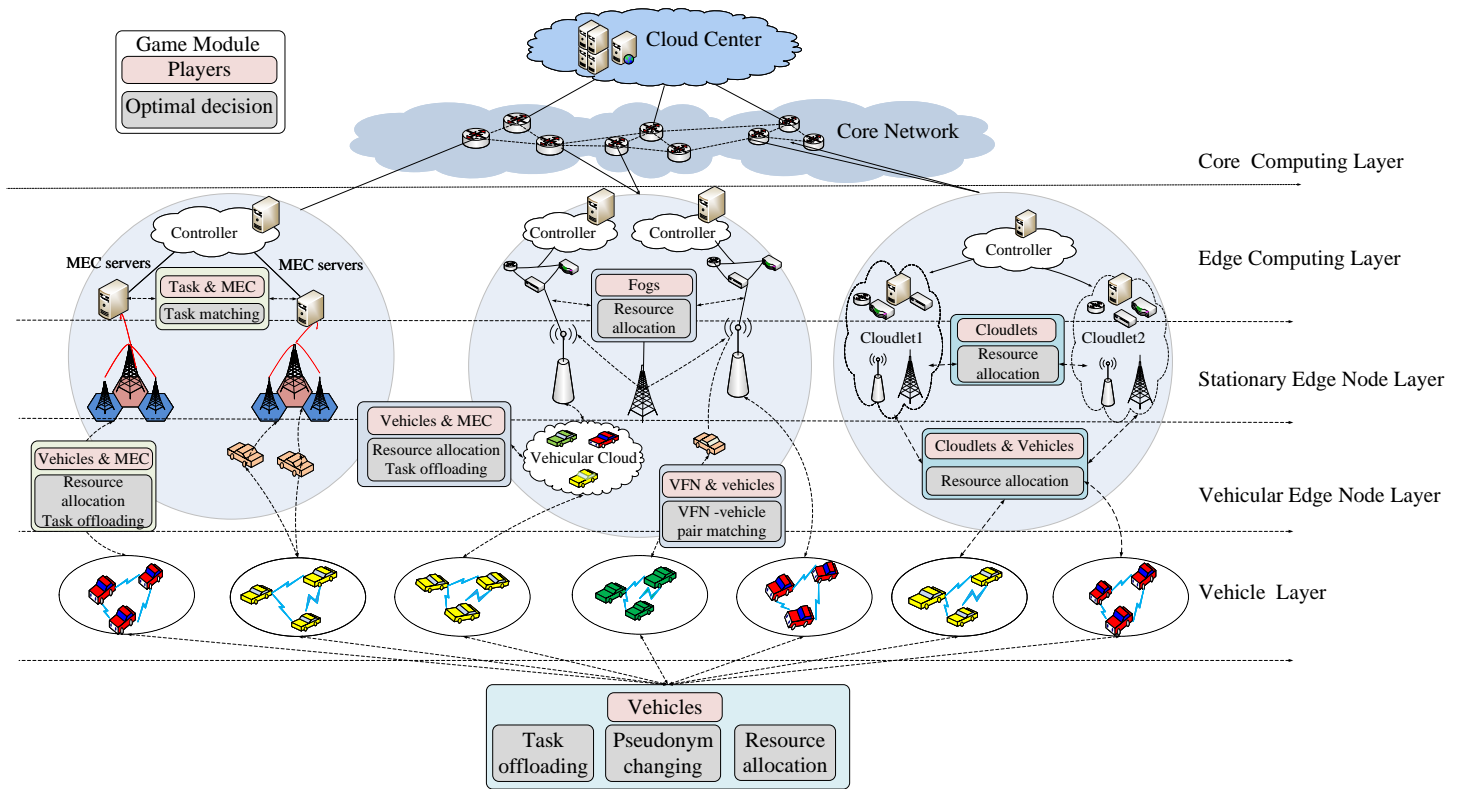 Game Module
Players
Optimal decision
Cloud Center
Core Network
Core Computing Layer
Controller
MEC servers
MEC servers
Task & MEC
Task matching
Controller
Controller
Fogs
Resource
allocation
Controller
Edge Computing Layer
Cloudlet1
Cloudlets
Resource
allocation
Cloudlet2
Stationary Edge Node Layer
Vehicles & MEC
Resource
allocation
Task offloading
Vehicles & MEC
Resource allocation
Task offloading
Vehicular Cloud
VFN & vehicles
VFN -vehicle
pair matching
Cloudlets & Vehicles
Resource allocation
Vehicular Edge Node Layer
Vehicle Layer
Vehicles
Task
offloading
Pseudonym
changing
Resource
allocation